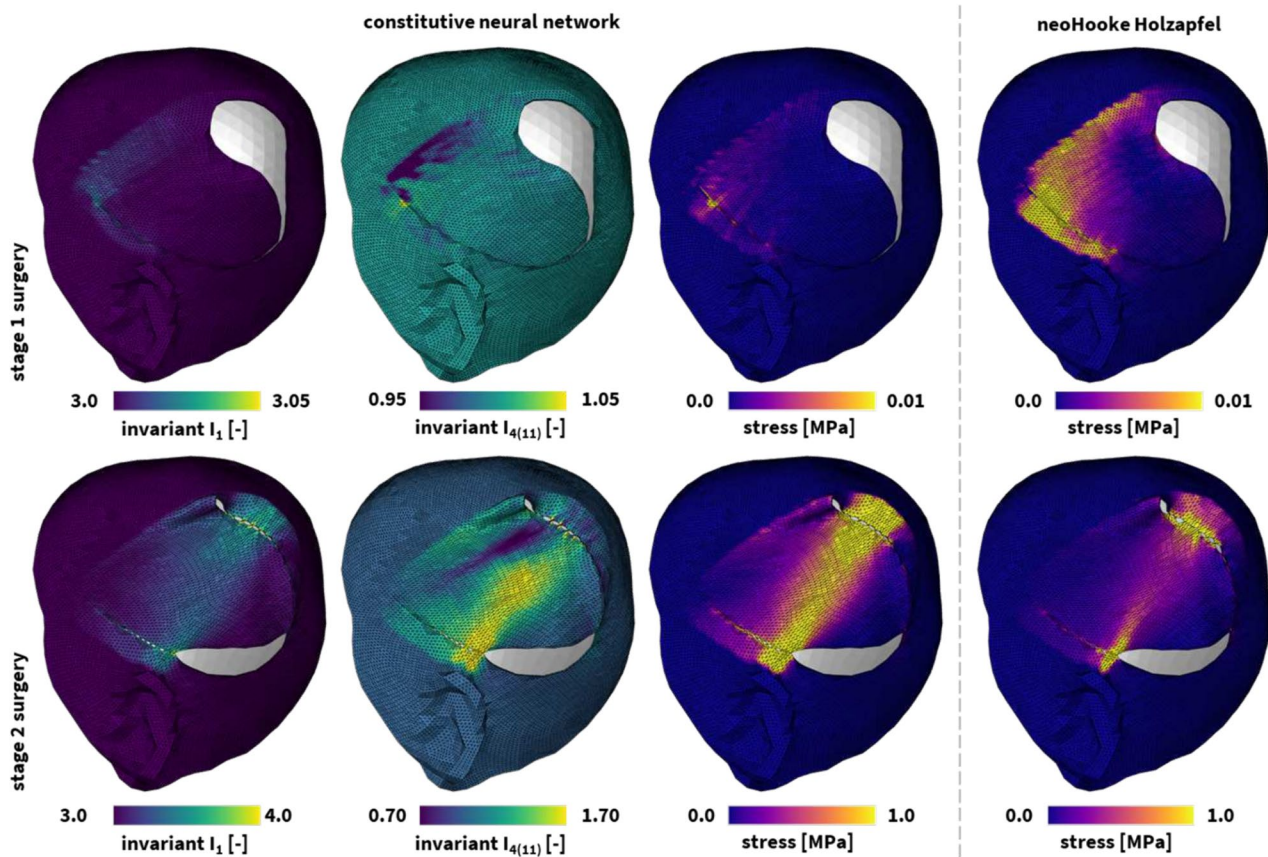 constitutive neural network
neoHooke Holzapfel
stage 1 surgery
3.0 3.05
invariant I₁ [-]
0.95 1.05
invariant I₄₍₁₁₎ [-]
0.0 0.01
stress [MPa]
0.0 0.01
stress [MPa]
stage 2 surgery
3.0 4.0
invariant I₁ [-]
0.70 1.70
invariant I₄₍₁₁₎ [-]
0.0 1.0
stress [MPa]
0.0 1.0
stress [MPa]